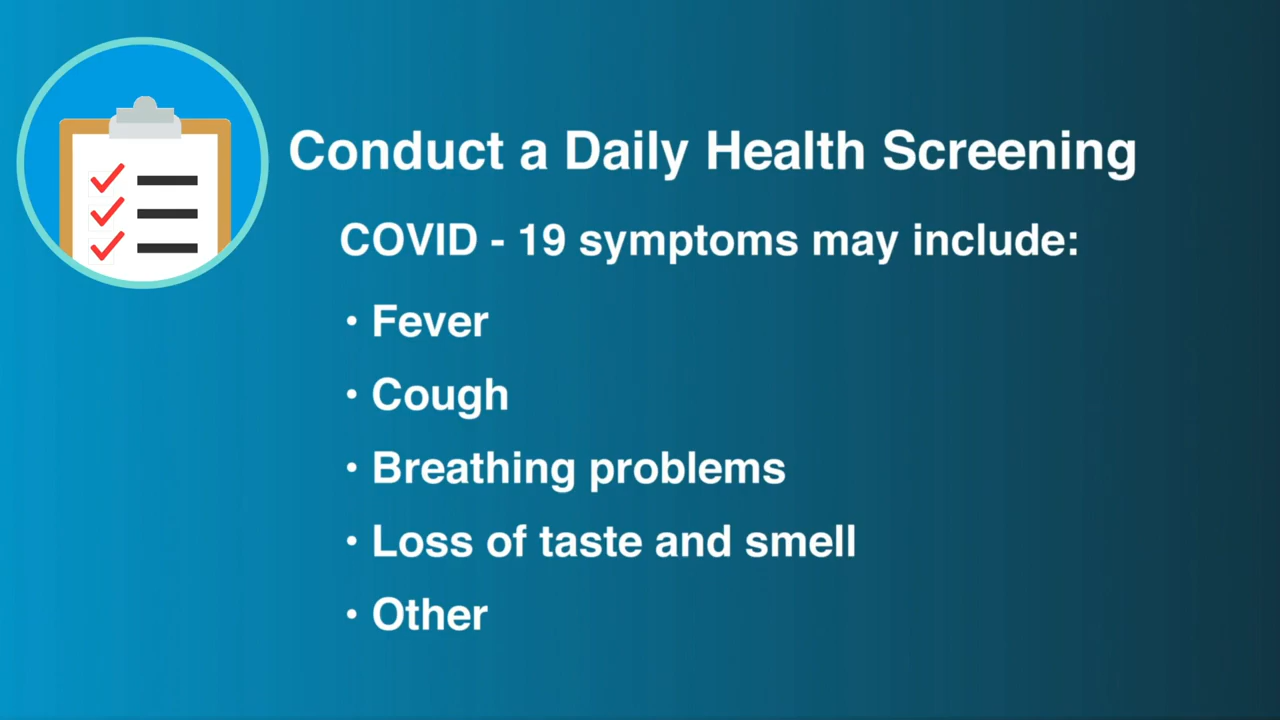 Conduct a Daily Health Screening
COVID - 19 symptoms may include:
• Fever
• Cough
• Breathing problems
• Loss of taste and smell
• Other